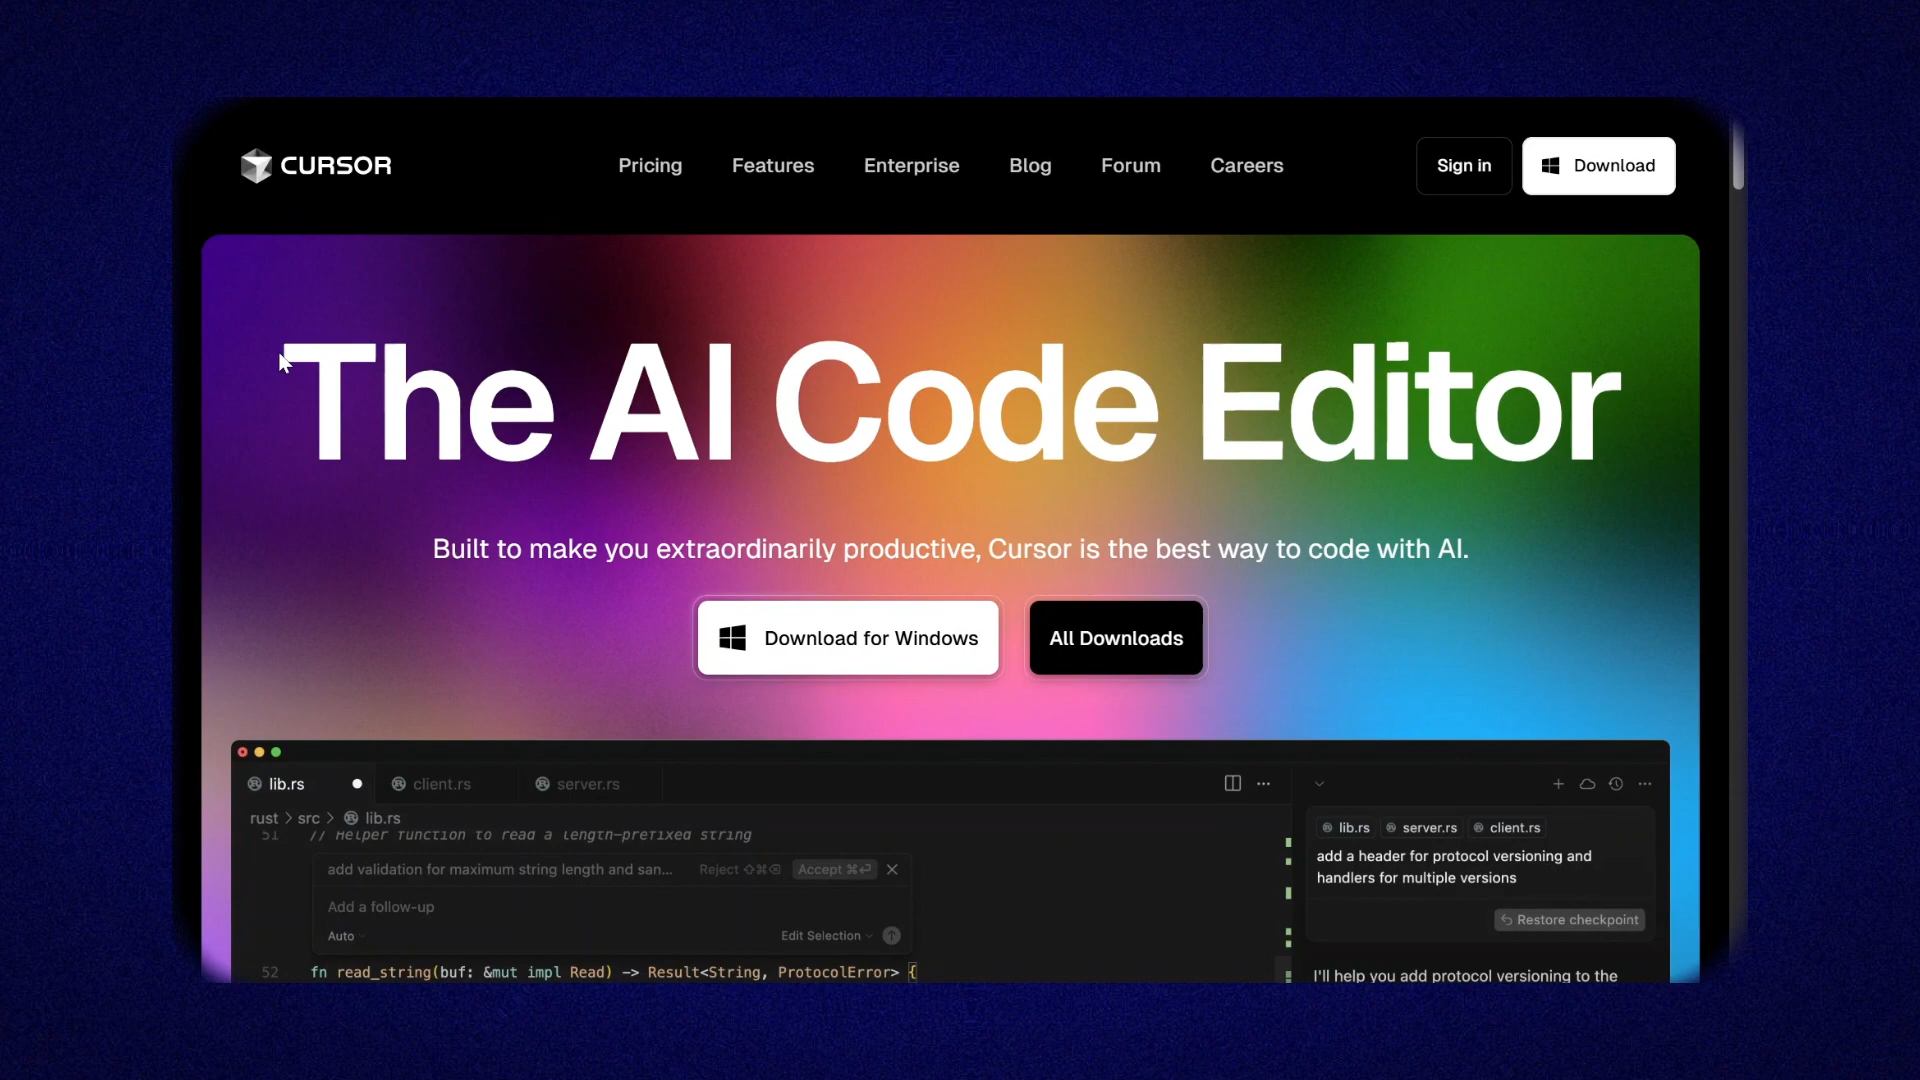 CURSOR
Pricing Features Enterprise Blog Forum Careers
Sign in
Download
The AI Code Editor
Built to make you extraordinarily productive, Cursor is the best way to code with AI.
Download for Windows
All Downloads
lib.rs client.rs server.rs
rust > src > lib.rs
51 // Helper function to read a length-prefixed string
add validation for maximum string length and san... Reject ⇧⌘⌫ Accept ⌘⏎
Add a follow-up
Auto
Edit Selection
52 fn read_string(buf: &mut impl Read) -> Result<String, ProtocolError> {
lib.rs server.rs client.rs
add a header for protocol versioning and
handlers for multiple versions
Restore checkpoint
I'll help you add protocol versioning to the